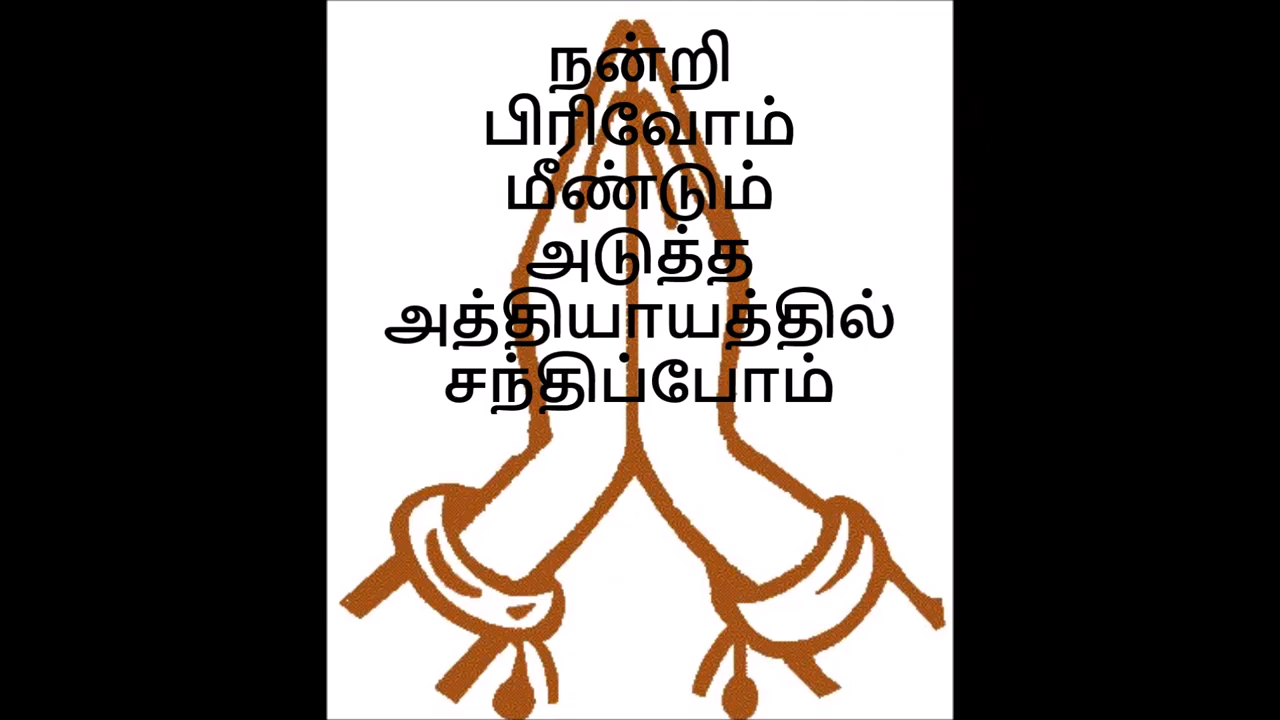 நன்றி
பிரிவோம்
மீண்டும்
அடுத்த
அத்தியாயத்தில்
சந்திப்போம்